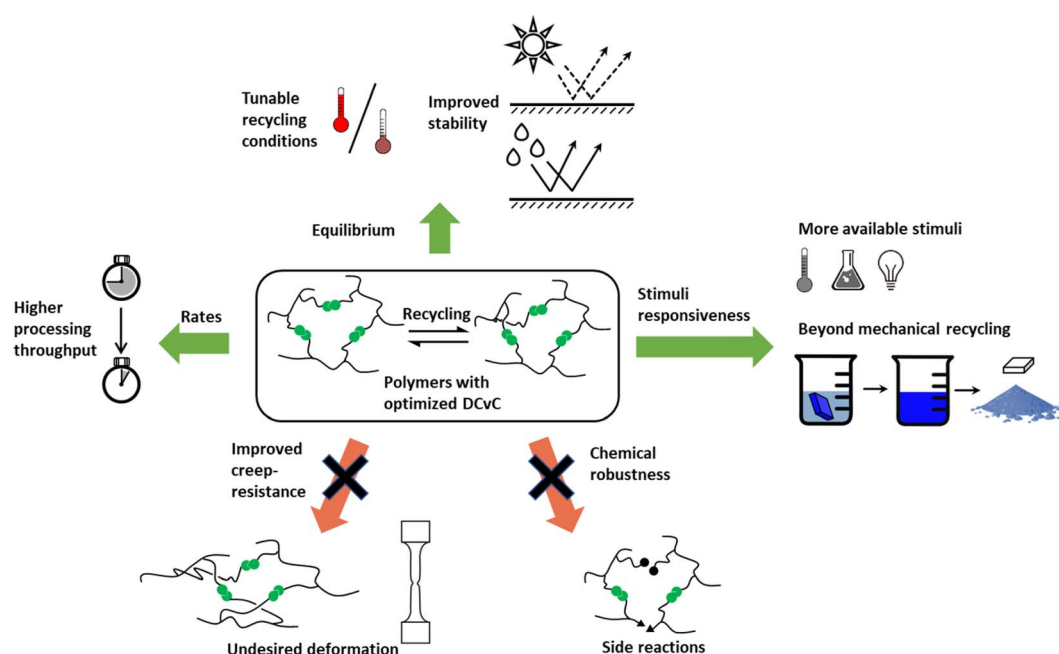 Tunable
recycling
conditions
Improved
stability
Equilibrium
More available stimuli
Higher
processing
throughput
Rates
Recycling
Polymers with
optimized DCvC
Stimuli
responsiveness
Beyond mechanical recycling
Improved
creep-
resistance
Chemical
robustness
Undesired deformation
Side reactions